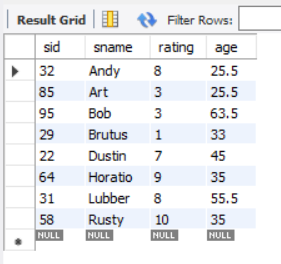 Result Grid Filter Rows:
sid sname rating age
32 Andy 8 25.5
85 Art 3 25.5
95 Bob 3 63.5
29 Brutus 1 33
22 Dustin 7 45
64 Horatio 9 35
31 Lubber 8 55.5
58 Rusty 10 35
NULL NULL NULL NULL